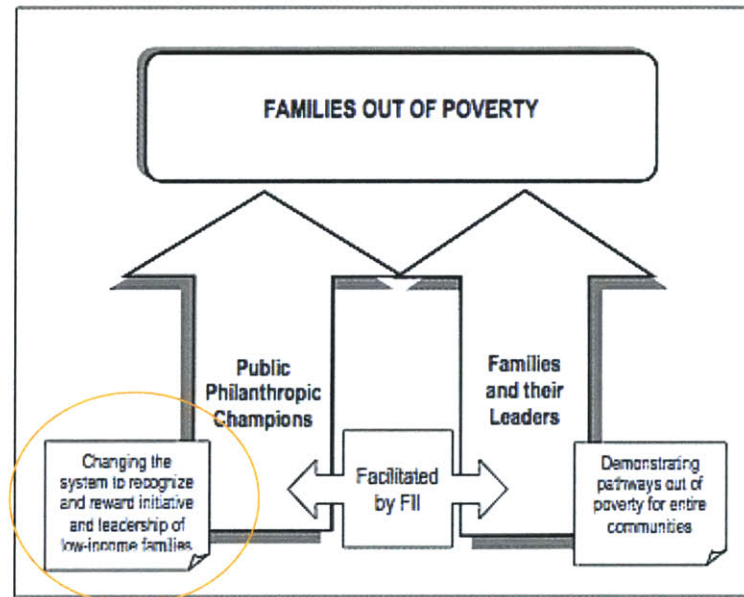 FAMILIES OUT OF POVERTY
Public
Philanthropic
Champions
Families
and their
Leaders
Changing the
system to recognize
and reward initiative
and leadership of
low-income families
Facilitated
by FII
Demonstrating
pathways out of
poverty for entire
communities